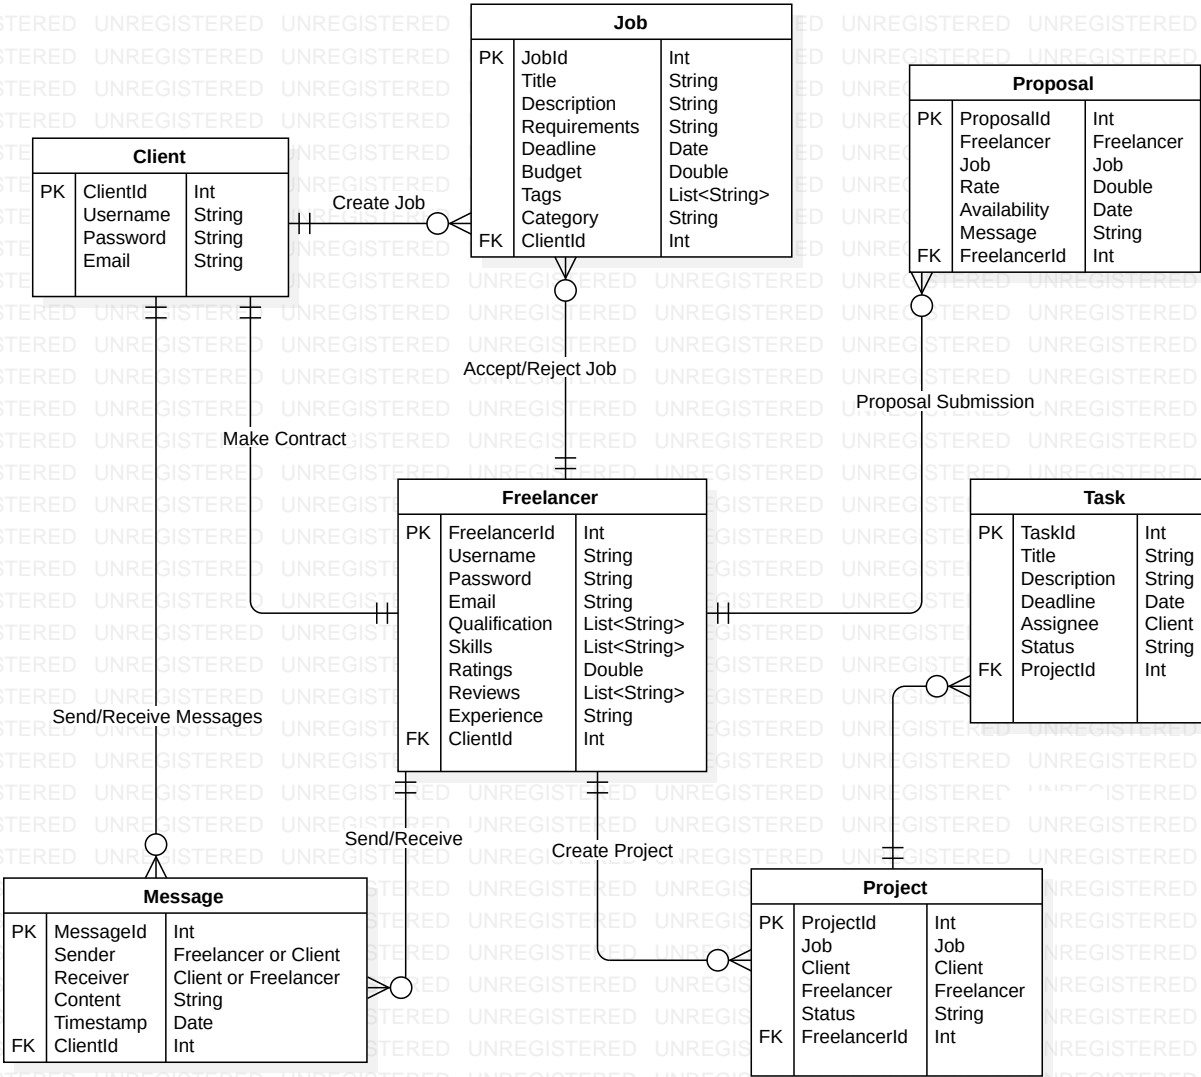 Job
PK JobId Int
Title String
Description String
Requirements String
Deadline Date
Budget Double
Tags List<String>
Category String
FK ClientId Int
Proposal
PK ProposalId Int
Freelancer Freelancer
Job Job
Rate Double
Availability Date
Message String
FK FreelancerId Int
Client
PK ClientId Int
Username String
Password String
Email String
Create Job
Accept/Reject Job
Proposal Submission
Make Contract
Freelancer
PK FreelancerId Int
Username String
Password String
Email String
Qualification List<String>
Skills List<String>
Ratings Double
Reviews List<String>
Experience String
FK ClientId Int
Task
PK TaskId Int
Title String
Description String
Deadline Date
Assignee Client
Status String
FK ProjectId Int
Send/Receive Messages
Send/Receive
Create Project
Message
PK MessageId Int
Sender Freelancer or Client
Receiver Client or Freelancer
Content String
Timestamp Date
FK ClientId Int
Project
PK ProjectId Int
Job Job
Client Client
Freelancer Freelancer
Status String
FK FreelancerId Int
UNREGISTERED